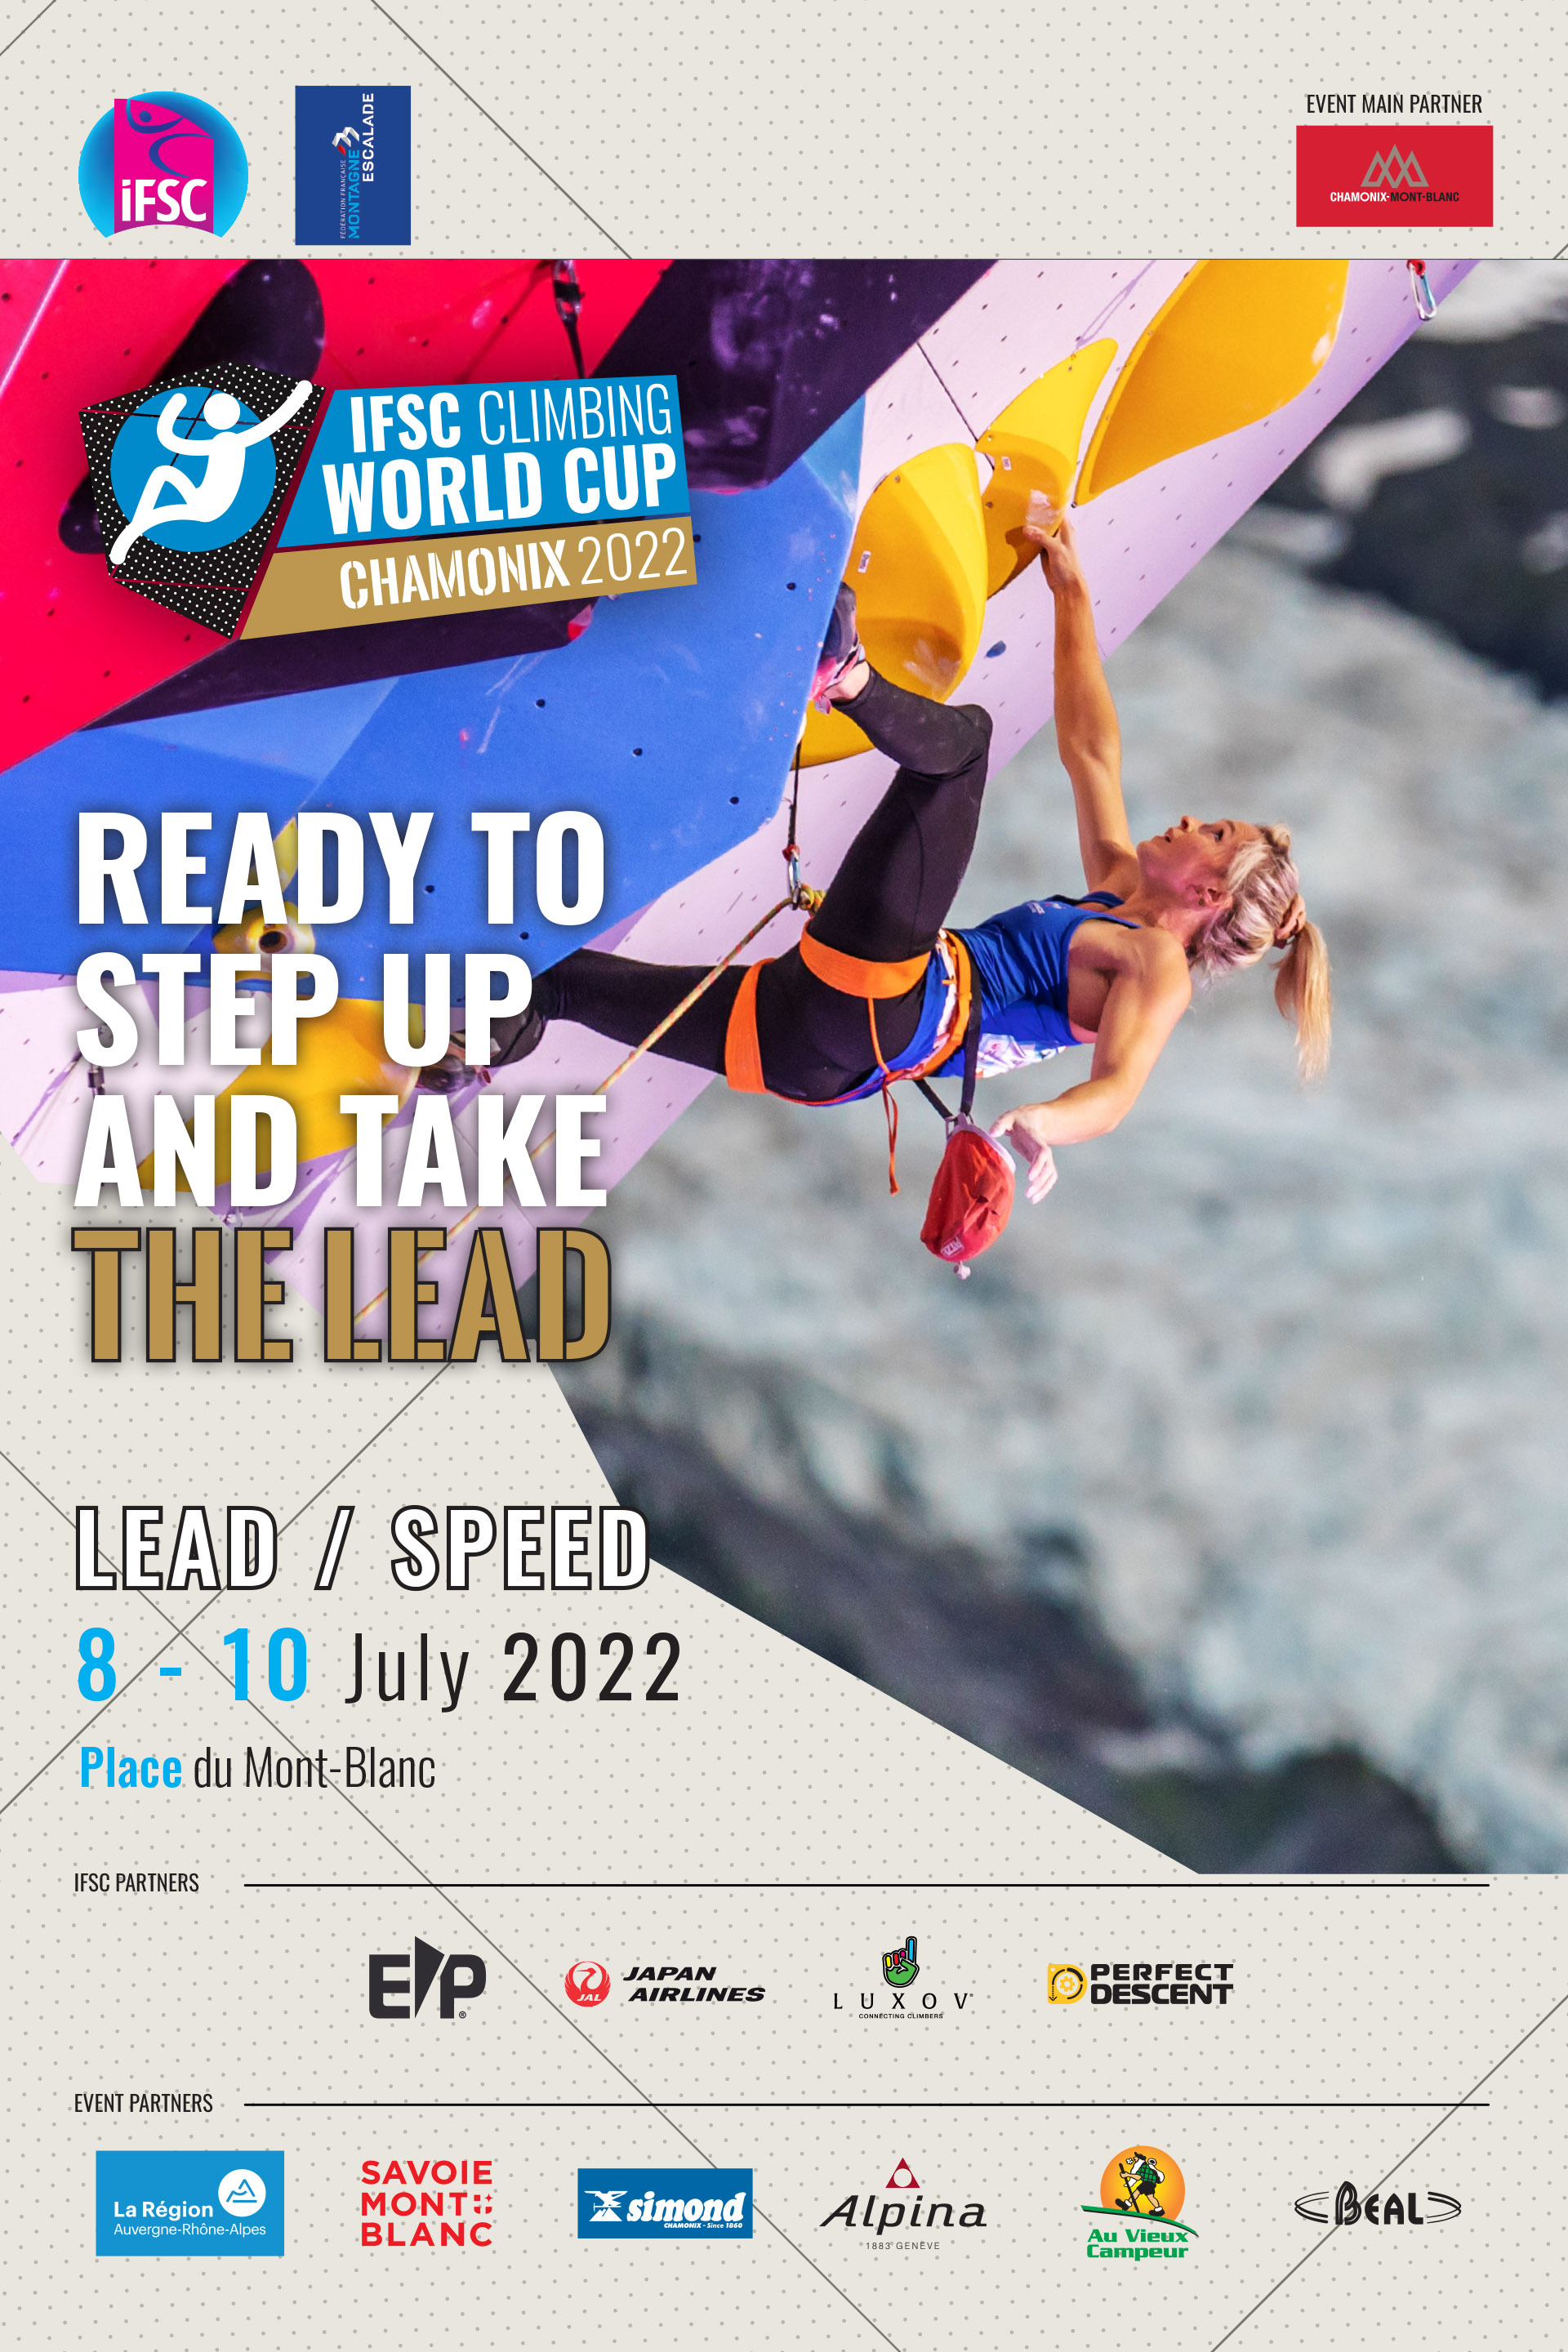 iFSC
FÉDÉRATION FRANÇAISE
MONTAGNE
ESCALADE
EVENT MAIN PARTNER
CHAMONIX-MONT-BLANC
IFSC CLIMBING
WORLD CUP
CHAMONIX 2022
READY TO
STEP UP
AND TAKE
THE LEAD
LEAD / SPEED
8 - 10 July 2022
Place du Mont-Blanc
IFSC PARTNERS
EP®
JAL
JAPAN
AIRLINES
LUXOV
CONNECTING CLIMBERS
PERFECT
DESCENT
EVENT PARTNERS
La Région
Auvergne-Rhône-Alpes
SAVOIE
MONT
BLANC
simond
CHAMONIX - Since 1860
Alpina
1883 GENÈVE
Au Vieux
Campeur
BEAL